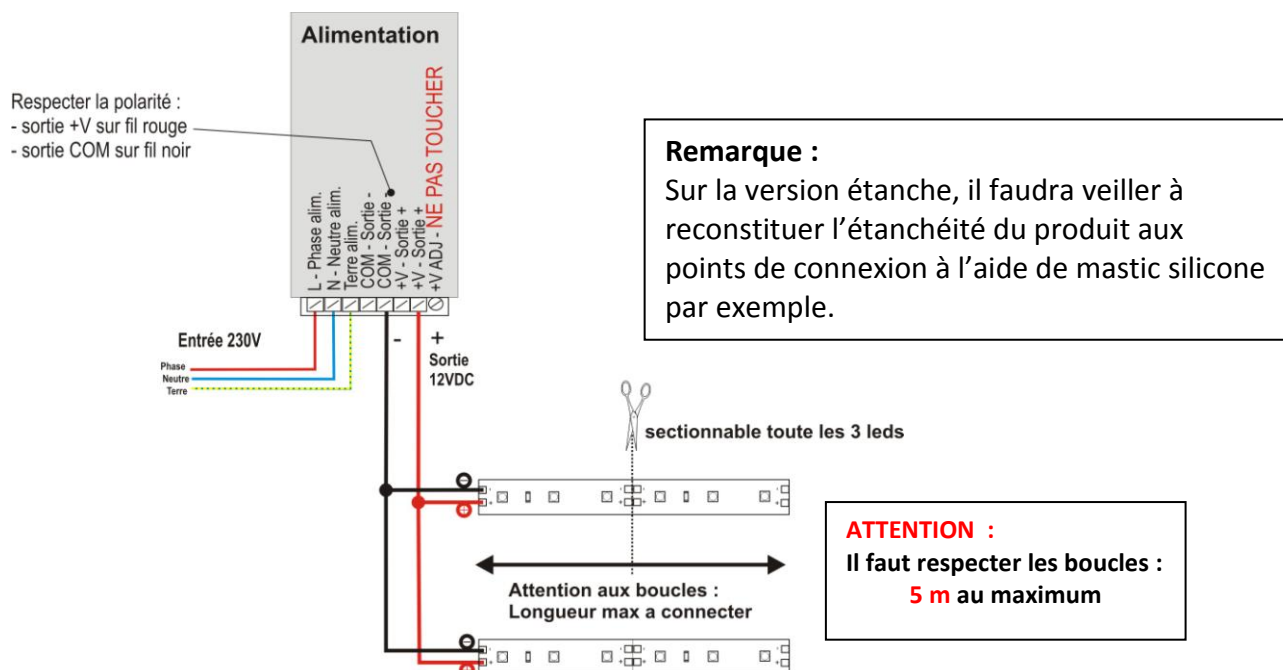 Alimentation
Respecter la polarité :
- sortie +V sur fil rouge
- sortie COM sur fil noir
L - Phase alim.
N - Neutre alim.
Terre alim.
COM - Sortie -
COM - Sortie -
+V - Sortie +
+V - Sortie +
+V ADJ - NE PAS TOUCHER
Remarque :
Sur la version étanche, il faudra veiller à
reconstituer l’étanchéité du produit aux
points de connexion à l’aide de mastic silicone
par exemple.
Entrée 230V
Phase
Neutre
Terre
- +
Sortie
12VDC
sectionnable toute les 3 leds
- - -
+ + +
ATTENTION :
Il faut respecter les boucles :
5 m au maximum
Attention aux boucles :
Longueur max a connecter
- - -
+ + +